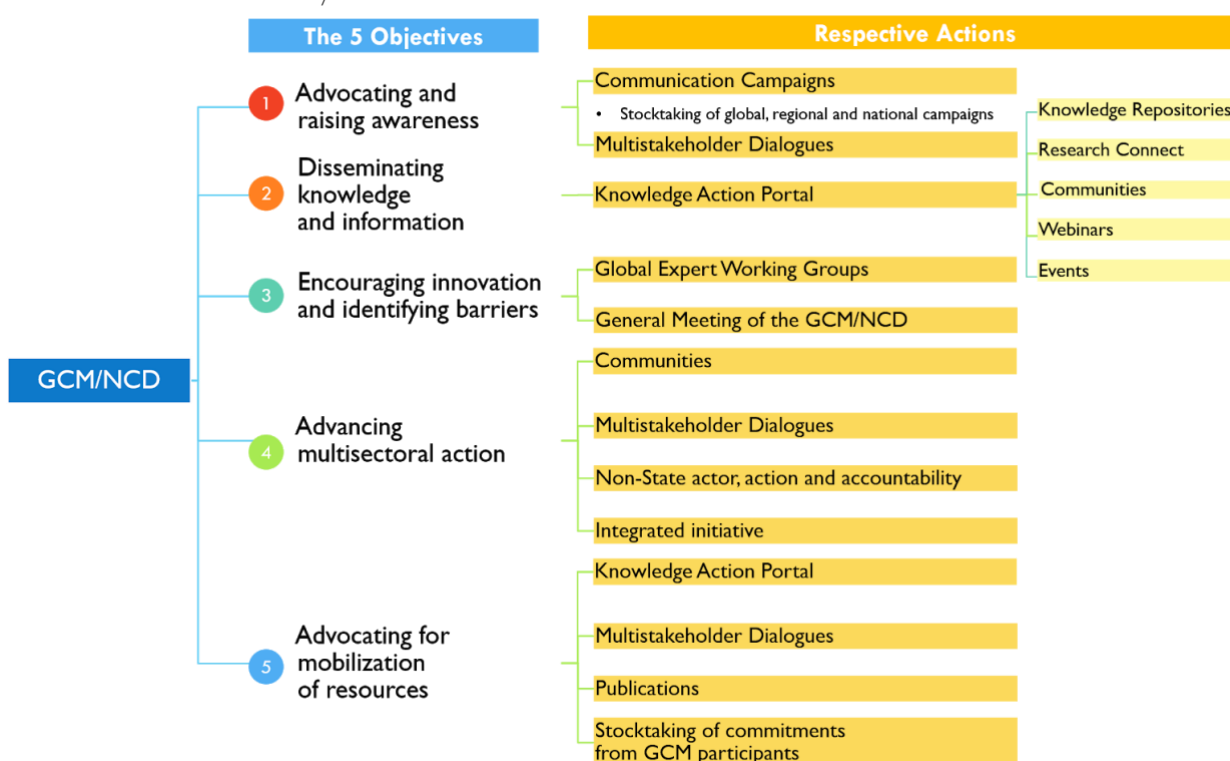 The 5 Objectives
Respective Actions
GCM/NCD
1
Advocating and
raising awareness
Communication Campaigns
• Stocktaking of global, regional and national campaigns
Multistakeholder Dialogues
2
Disseminating
knowledge
and information
Knowledge Action Portal
Knowledge Repositories
Research Connect
Communities
Webinars
Events
3
Encouraging innovation
and identifying barriers
Global Expert Working Groups
General Meeting of the GCM/NCD
4
Advancing
multisectoral action
Communities
Multistakeholder Dialogues
Non-State actor, action and accountability
Integrated initiative
5
Advocating for
mobilization
of resources
Knowledge Action Portal
Multistakeholder Dialogues
Publications
Stocktaking of commitments
from GCM participants